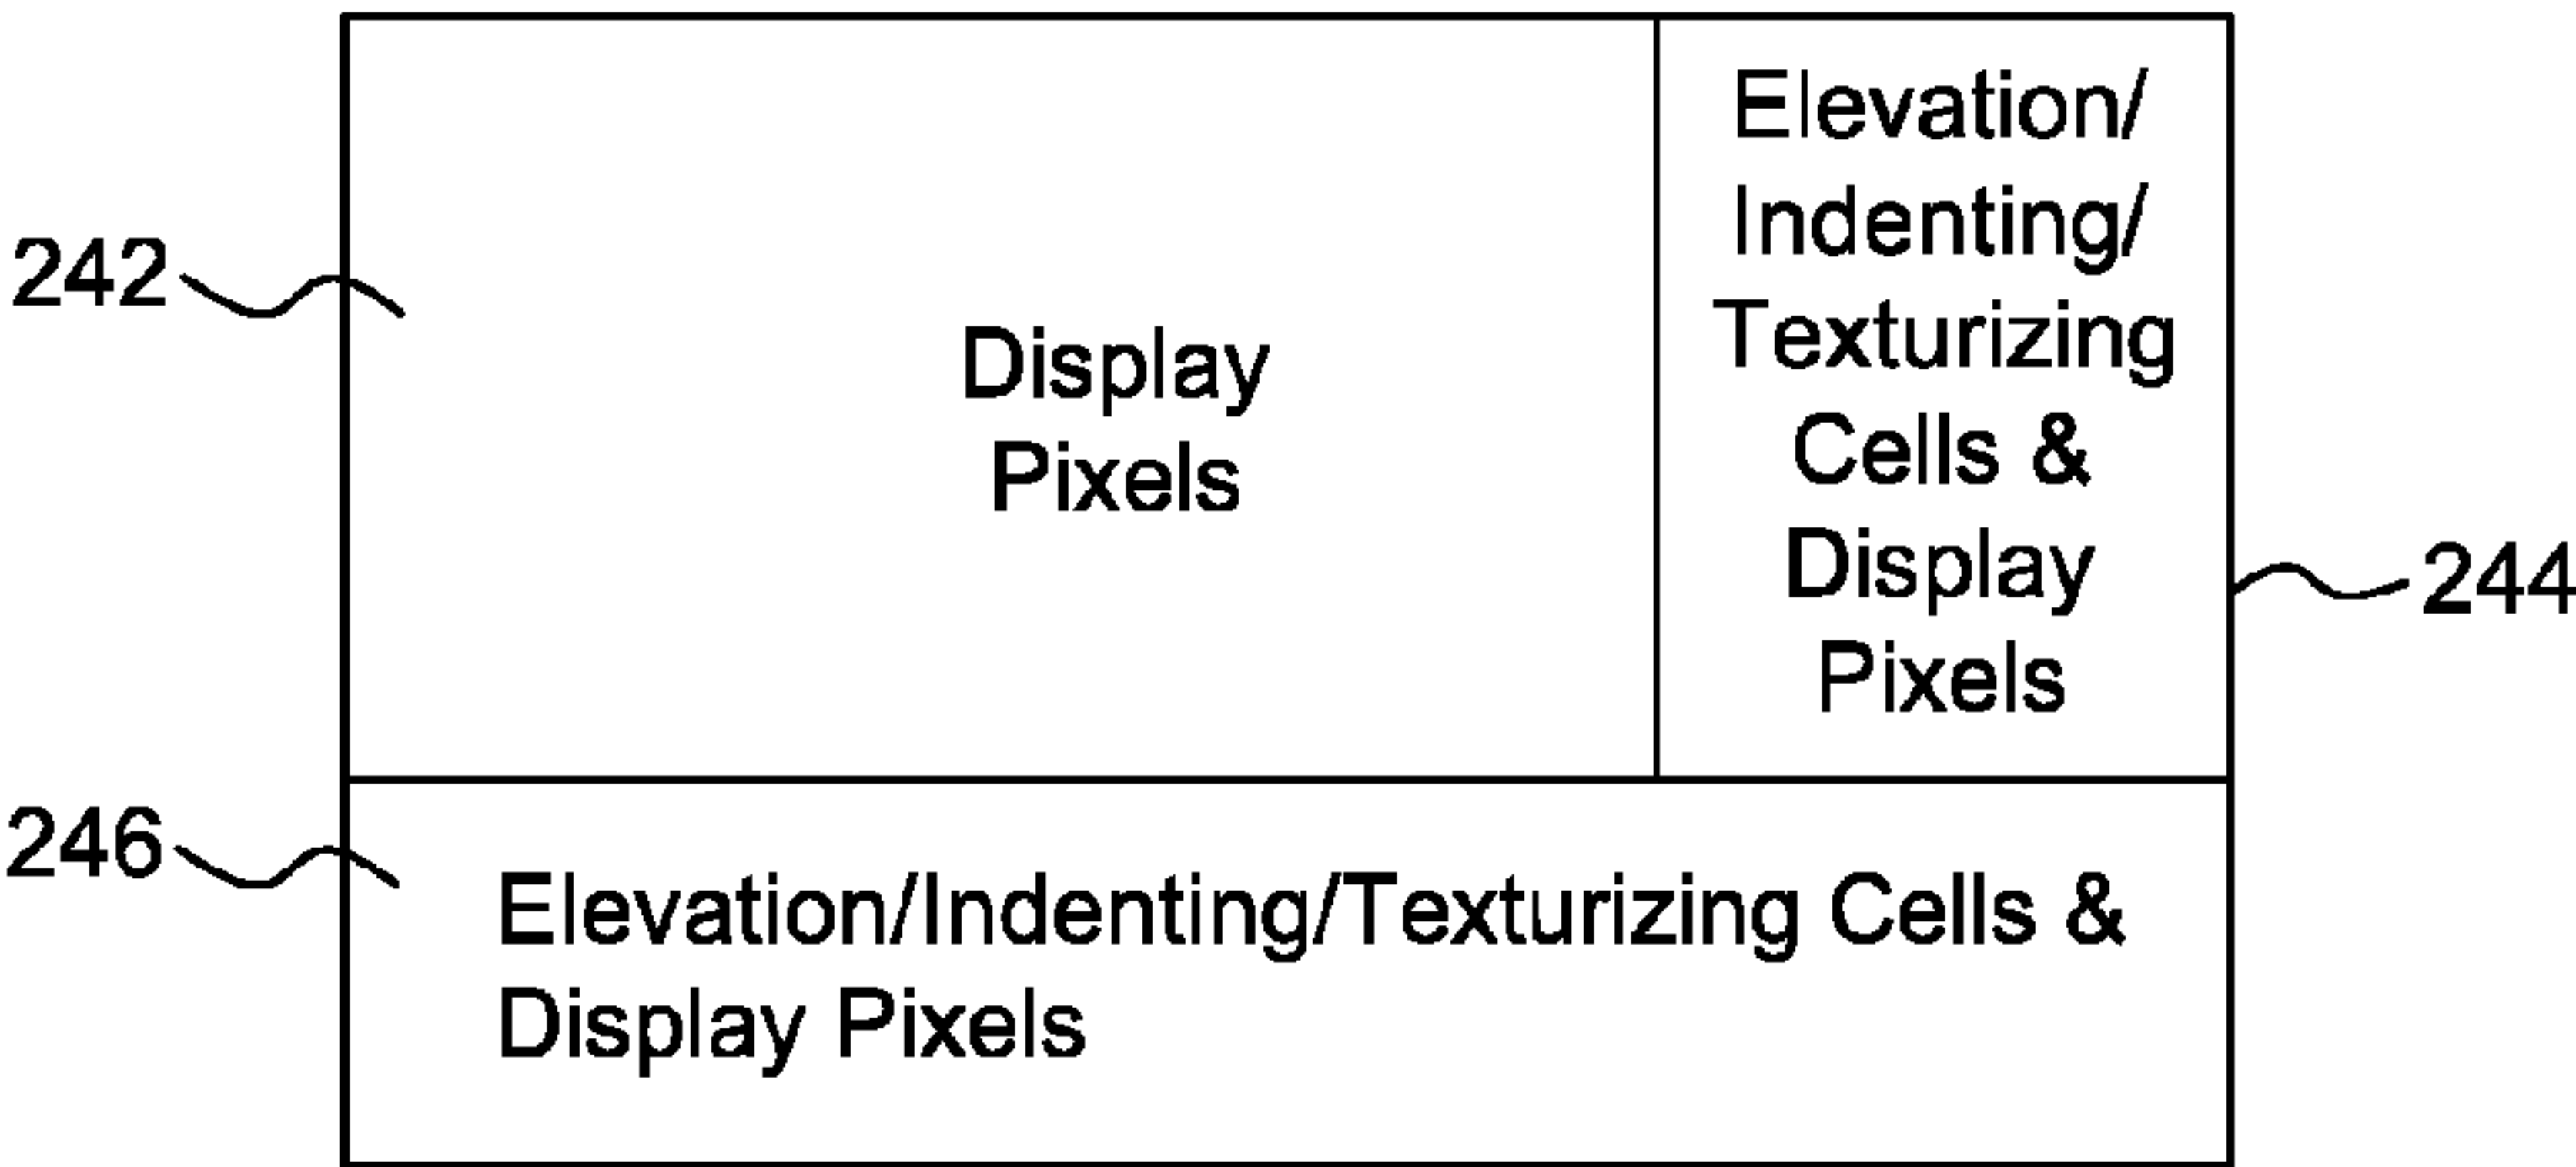 242
Display
Pixels
Elevation/
Indenting/
Texturizing
Cells &
Display
Pixels
244
246
Elevation/Indenting/Texturizing Cells &
Display Pixels